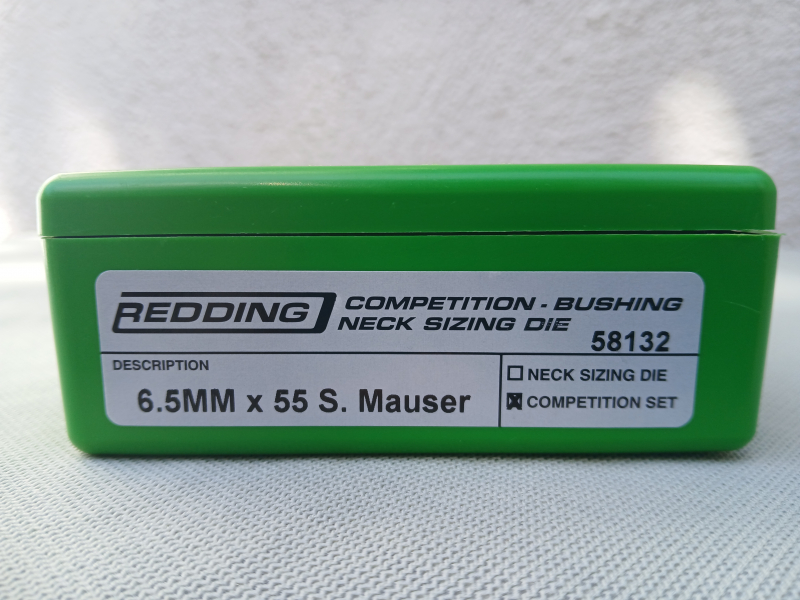 REDDING
COMPETITION - BUSHING
NECK SIZING DIE
58132
DESCRIPTION
6.5MM x 55 S. Mauser
NECK SIZING DIE
COMPETITION SET